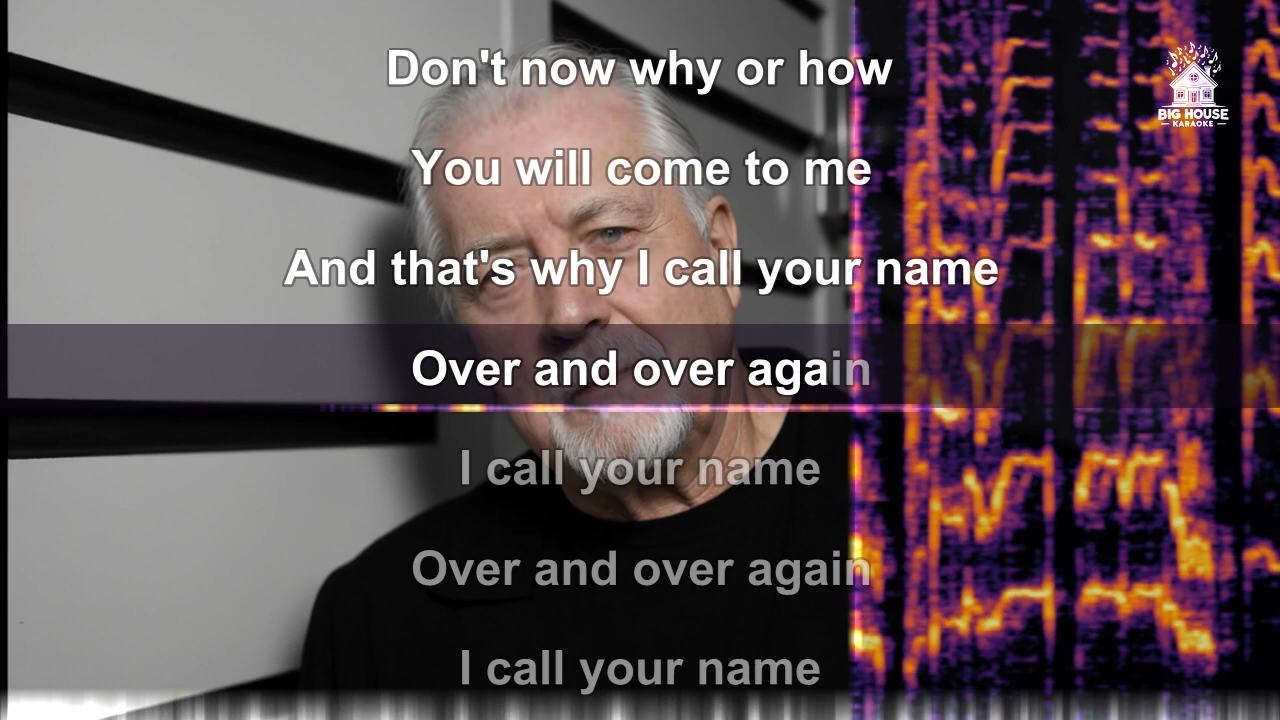 Don't now why or how
You will come to me
And that's why I call your name
Over and over again
I call your name
Over and over again
I call your name
BIG HOUSE
KARAOKE